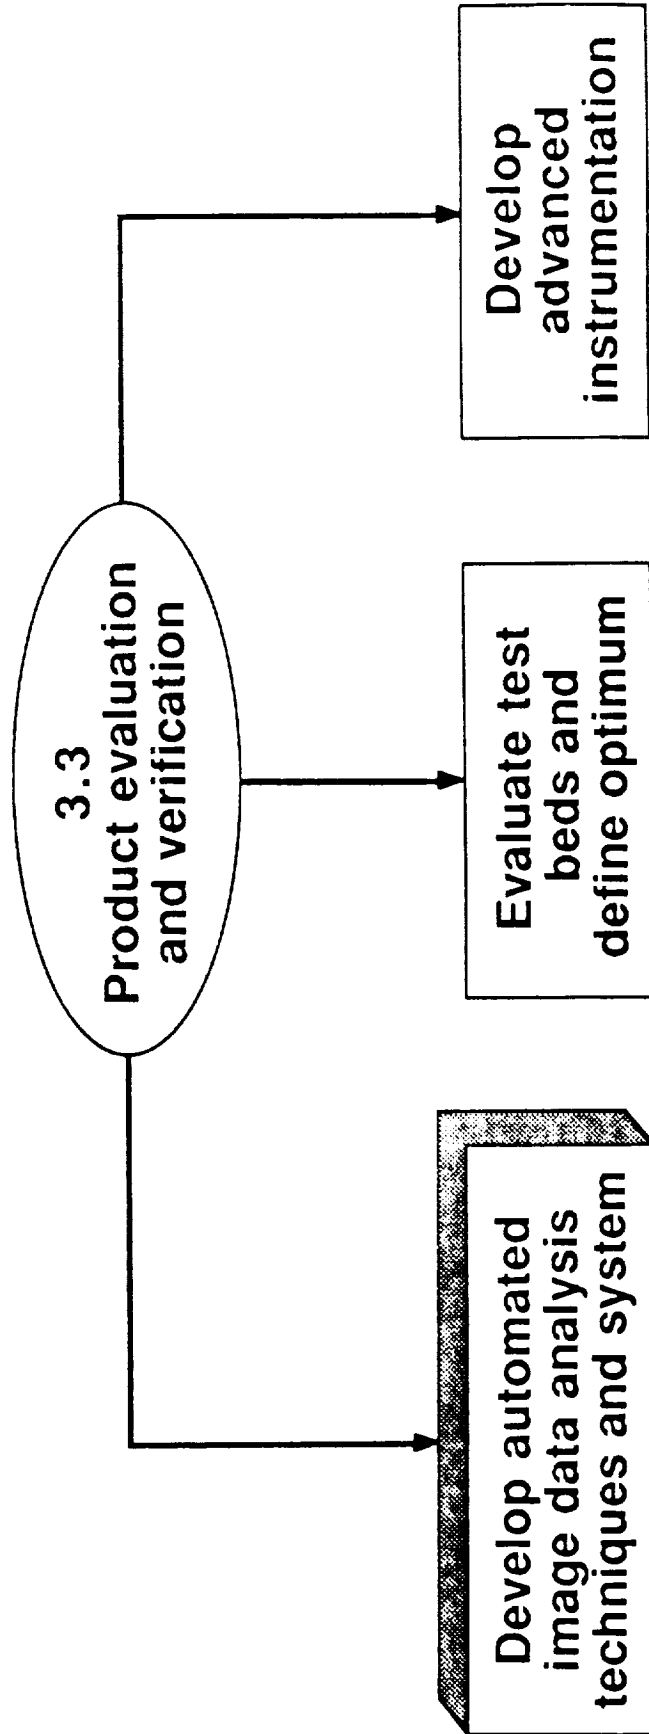 3.3
Product evaluation
and verification
Develop automated
image data analysis
techniques and system
Evaluate test
beds and
define optimum
Develop
advanced
instrumentation